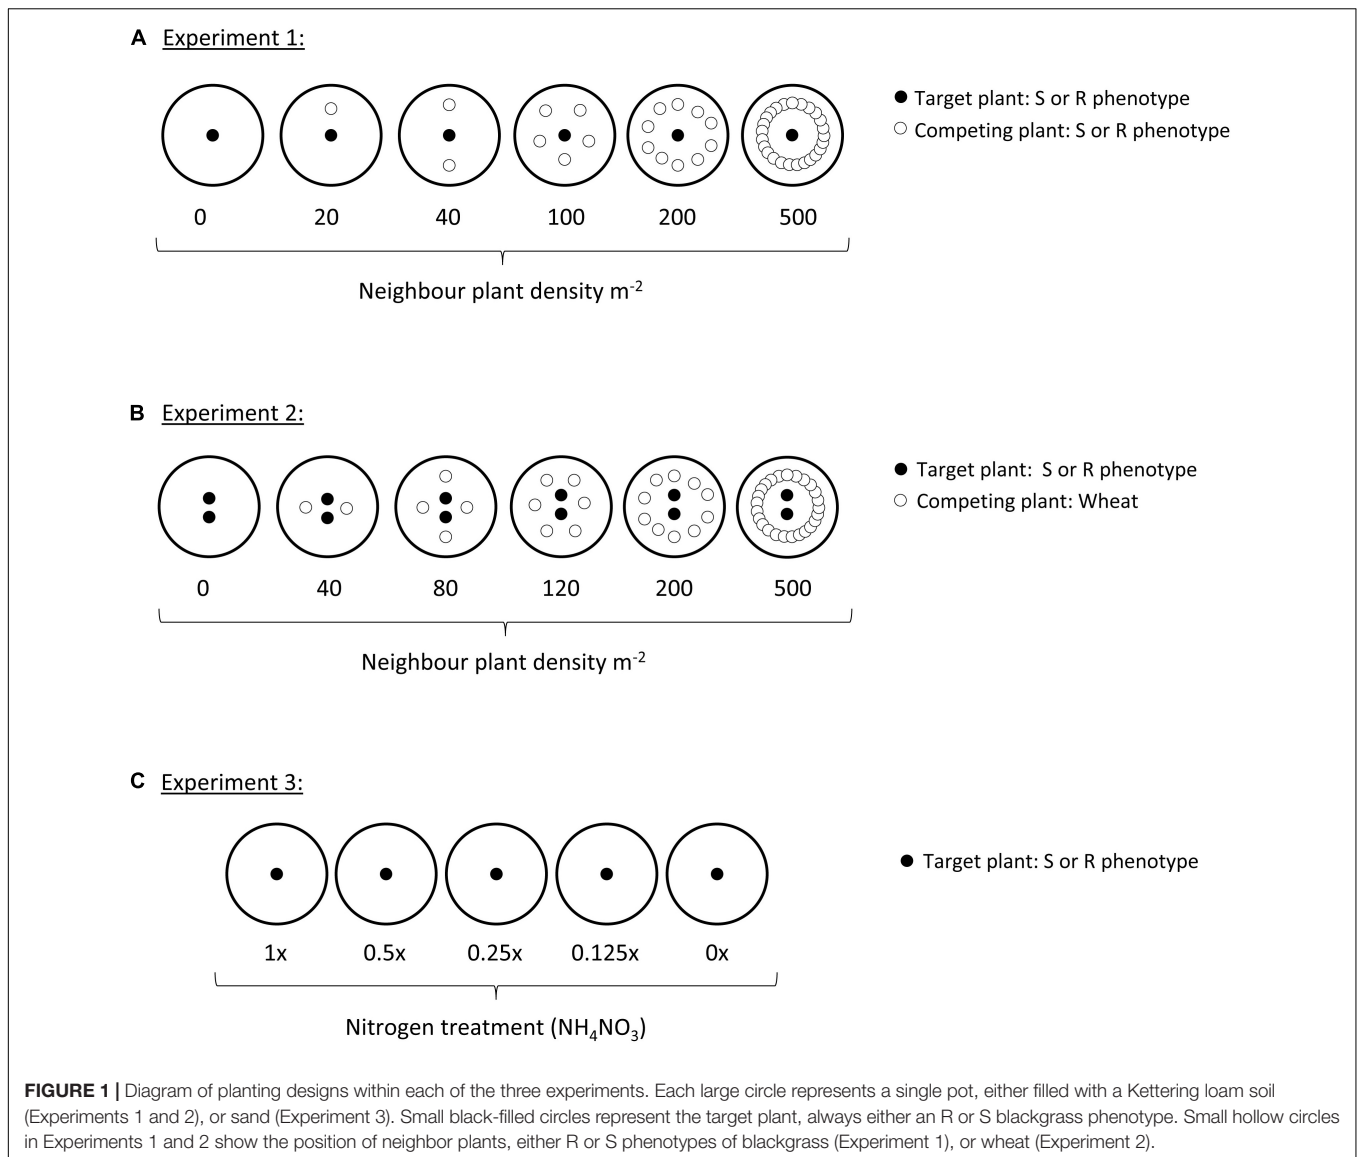 A Experiment 1:
Target plant: S or R phenotype
Competing plant: S or R phenotype
0 20 40 100 200 500
Neighbour plant density m⁻²
B Experiment 2:
Target plant: S or R phenotype
Competing plant: Wheat
0 40 80 120 200 500
Neighbour plant density m⁻²
C Experiment 3:
Target plant: S or R phenotype
1x 0.5x 0.25x 0.125x 0x
Nitrogen treatment (NH₄NO₃)
FIGURE 1 | Diagram of planting designs within each of the three experiments. Each large circle represents a single pot, either filled with a Kettering loam soil
(Experiments 1 and 2), or sand (Experiment 3). Small black-filled circles represent the target plant, always either an R or S blackgrass phenotype. Small hollow circles
in Experiments 1 and 2 show the position of neighbor plants, either R or S phenotypes of blackgrass (Experiment 1), or wheat (Experiment 2).